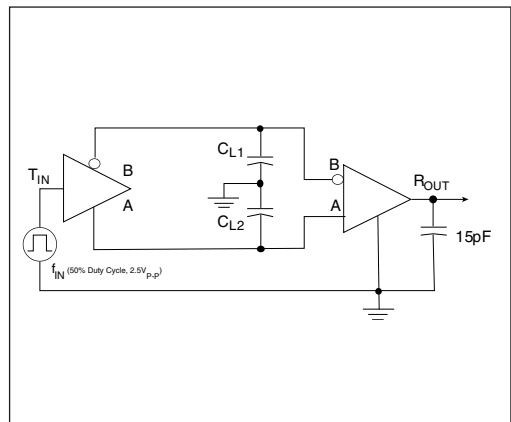 C_L1
B
B
T_IN
R_OUT
A
A
C_L2
15pF
f_IN (50% Duty Cycle, 2.5V_P-P)